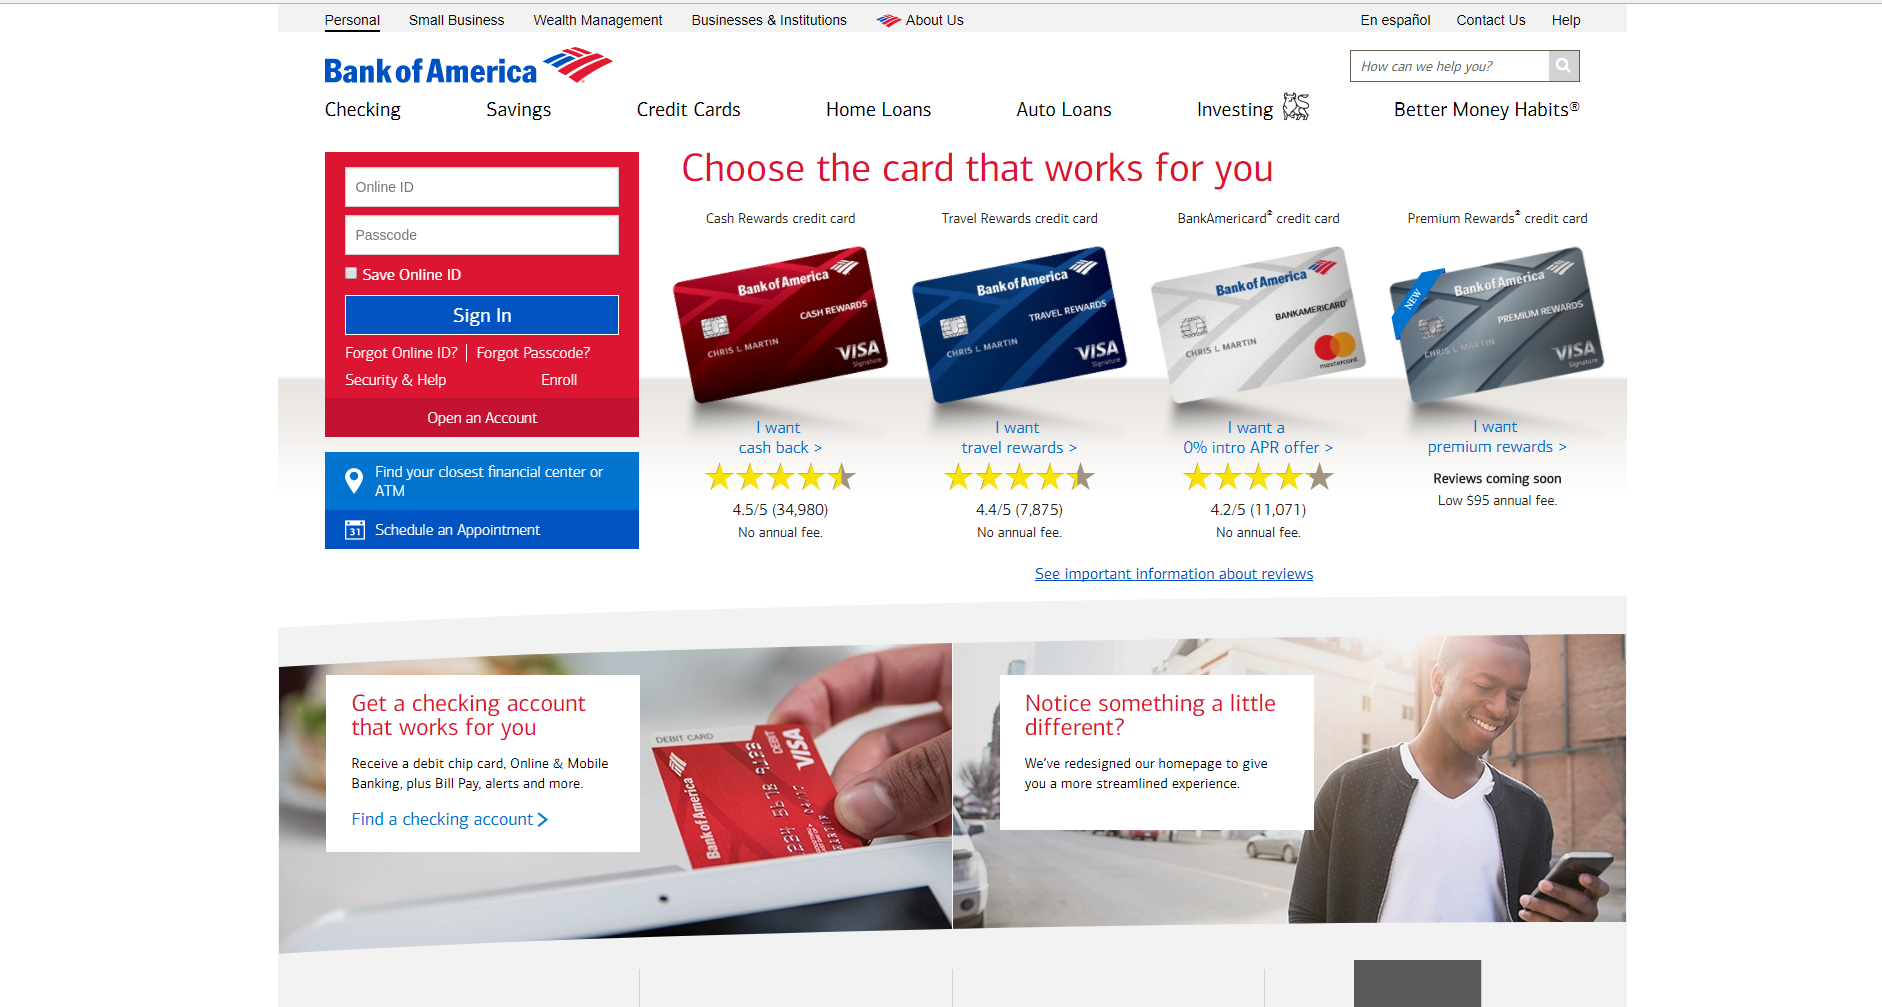 Personal
Small Business
Wealth Management
Businesses & Institutions
About Us
En español
Contact Us
Help
Bank of America
How can we help you?
Checking
Savings
Credit Cards
Home Loans
Auto Loans
Investing
Better Money Habits®
Online ID
Passcode
Save Online ID
Sign In
Forgot Online ID?
Forgot Passcode?
Security & Help
Enroll
Open an Account
Find your closest financial center or
ATM
31
Schedule an Appointment
Choose the card that works for you
Cash Rewards credit card
Bank of America
CASH REWARDS
CHRIS L MARTIN
VISA
Signature
I want
cash back >
4.5/5 (34,980)
No annual fee.
Travel Rewards credit card
Bank of America
TRAVEL REWARDS
CHRIS L MARTIN
VISA
Signature
I want
travel rewards >
4.4/5 (7,875)
No annual fee.
BankAmericard® credit card
Bank of America
BANKAMERICARD
CHRIS L MARTIN
mastercard
I want a
0% intro APR offer >
4.2/5 (11,071)
No annual fee.
Premium Rewards® credit card
NEW
Bank of America
PREMIUM REWARDS
CHRIS L MARTIN
VISA
Signature
I want
premium rewards >
Reviews coming soon
Low $95 annual fee.
See important information about reviews
Get a checking account
that works for you
Receive a debit chip card, Online & Mobile
Banking, plus Bill Pay, alerts and more.
Find a checking account
DEBIT CARD
Bank of America
DEBIT
VISA
Notice something a little
different?
We've redesigned our homepage to give
you a more streamlined experience.